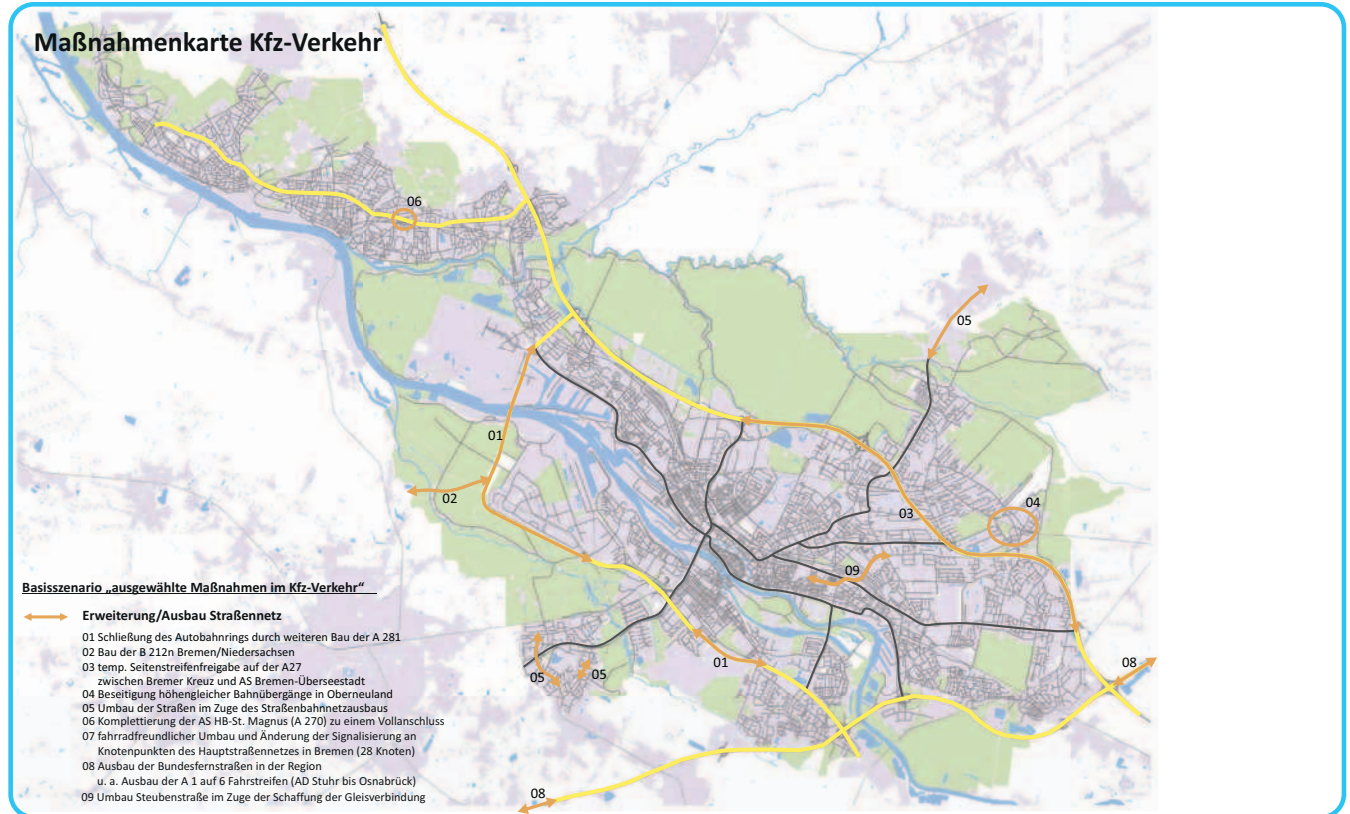 Maßnahmenkarte Kfz-Verkehr
06
05
01
02
03
04
09
01
05
05
08
08
Basisszenario „ausgewählte Maßnahmen im Kfz-Verkehr“
Erweiterung/Ausbau Straßennetz
01 Schließung des Autobahnrings durch weiteren Bau der A 281
02 Bau der B 212n Bremen/Niedersachsen
03 temp. Seitenstreifenfreigabe auf der A27
zwischen Bremer Kreuz und AS Bremen-Überseestadt
04 Beseitigung höhengleicher Bahnübergänge in Oberneuland
05 Umbau der Straßen im Zuge des Straßenbahnnetzausbaus
06 Komplettierung der AS HB-St. Magnus (A 270) zu einem Vollanschluss
07 fahrradfreundlicher Umbau und Änderung der Signalisierung an
Knotenpunkten des Hauptstraßennetzes in Bremen (28 Knoten)
08 Ausbau der Bundesfernstraßen in der Region
u. a. Ausbau der A 1 auf 6 Fahrstreifen (AD Stuhr bis Osnabrück)
09 Umbau Steubenstraße im Zuge der Schaffung der Gleisverbindung